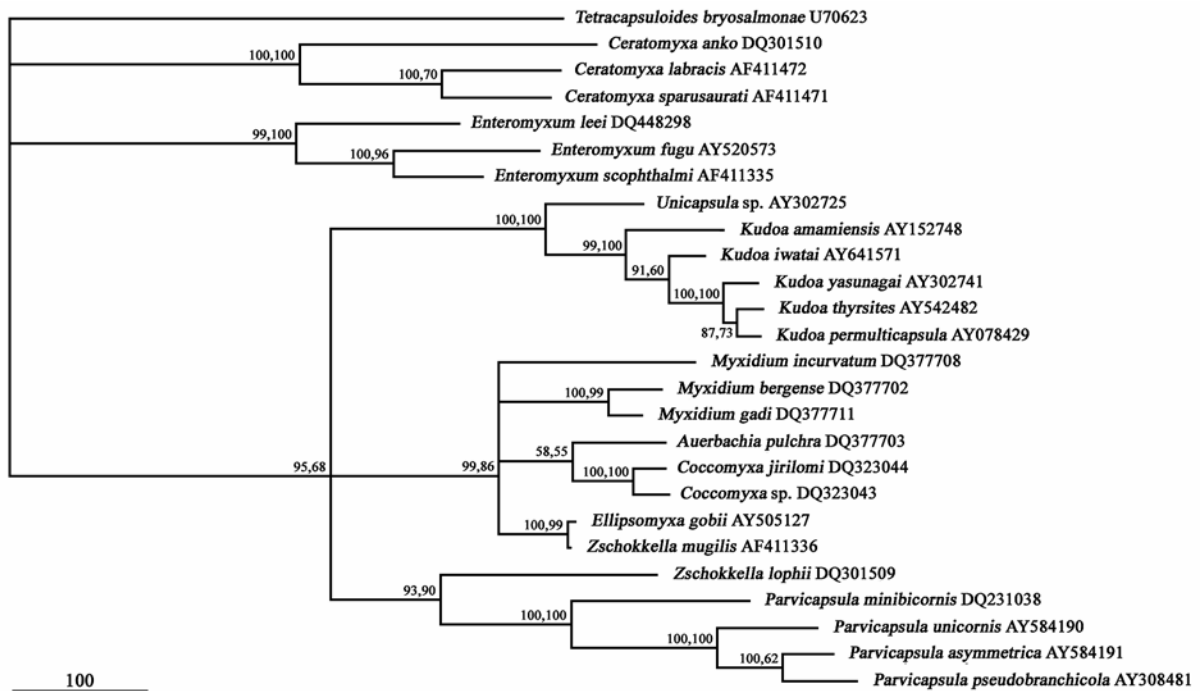 Tetracapsuloides bryosalmonae U70623
Ceratomyxa anko DQ301510
100,100
Ceratomyxa labracis AF411472
100,70
Ceratomyxa sparusaurati AF411471
Enteromyxum leei DQ448298
99,100
Enteromyxum fugu AY520573
100,96
Enteromyxum scophthalmi AF411335
Unicapsula sp. AY302725
100,100
Kudoa amamiensis AY152748
99,100
Kudoa iwatai AY641571
91,60
Kudoa yasunagai AY302741
100,100
Kudoa thyrsites AY542482
87,73
Kudoa permulticapsula AY078429
Myxidium incurvatum DQ377708
Myxidium bergense DQ377702
100,99
Myxidium gadi DQ377711
Auerbachia pulchra DQ377703
58,55
Coccomyxa jirilomi DQ323044
95,68
99,86
100,100
Coccomyxa sp. DQ323043
Ellipsomyxa gobii AY505127
100,99
Zschokkella mugilis AF411336
Zschokkella lophii DQ301509
93,90
Parvicapsula minibicornis DQ231038
100,100
Parvicapsula unicornis AY584190
100,100
Parvicapsula asymmetrica AY584191
100,62
Parvicapsula pseudobranchicola AY308481
100